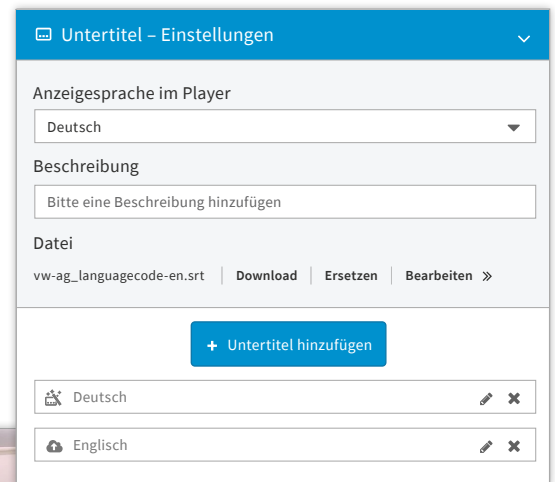 Untertitel – Einstellungen
Anzeigesprache im Player
Deutsch
Beschreibung
Bitte eine Beschreibung hinzufügen
Datei
vw-ag_languagecode-en.srt | Download | Ersetzen | Bearbeiten »
+ Untertitel hinzufügen
Deutsch
Englisch